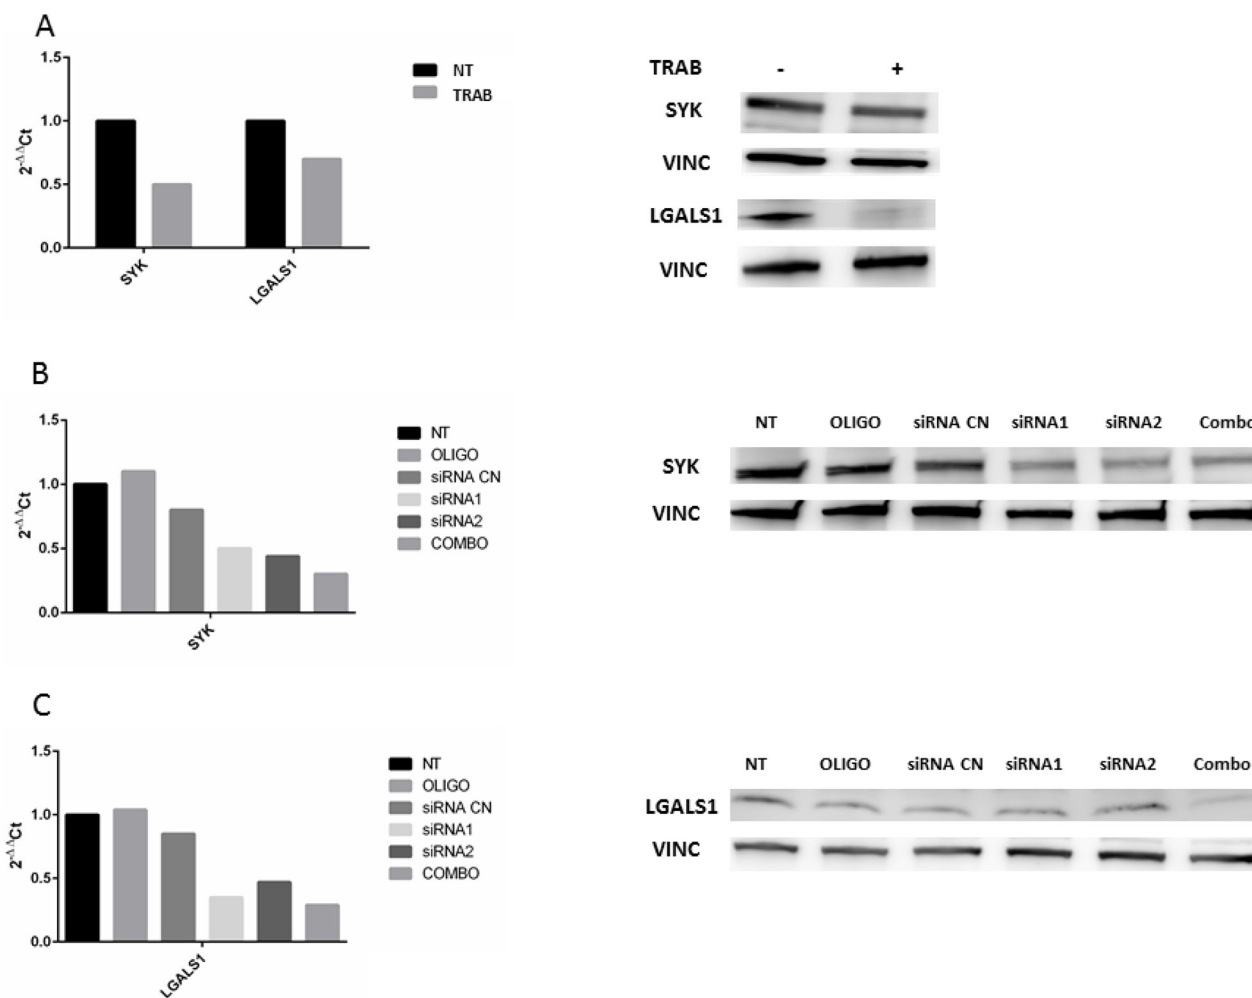 A
1.5
1.0
0.5
0.0
2-ΔΔCt
SYK
LGALS1
NT
TRAB
TRAB - +
SYK
VINC
LGALS1
VINC
B
1.5
1.0
0.5
0.0
2-ΔΔCt
SYK
NT
OLIGO
siRNA CN
siRNA1
siRNA2
COMBO
NT OLIGO siRNA CN siRNA1 siRNA2 Combo
SYK
VINC
C
1.5
1.0
0.5
0.0
2-ΔΔCt
LGALS1
NT
OLIGO
siRNA CN
siRNA1
siRNA2
COMBO
NT OLIGO siRNA CN siRNA1 siRNA2 Combo
LGALS1
VINC